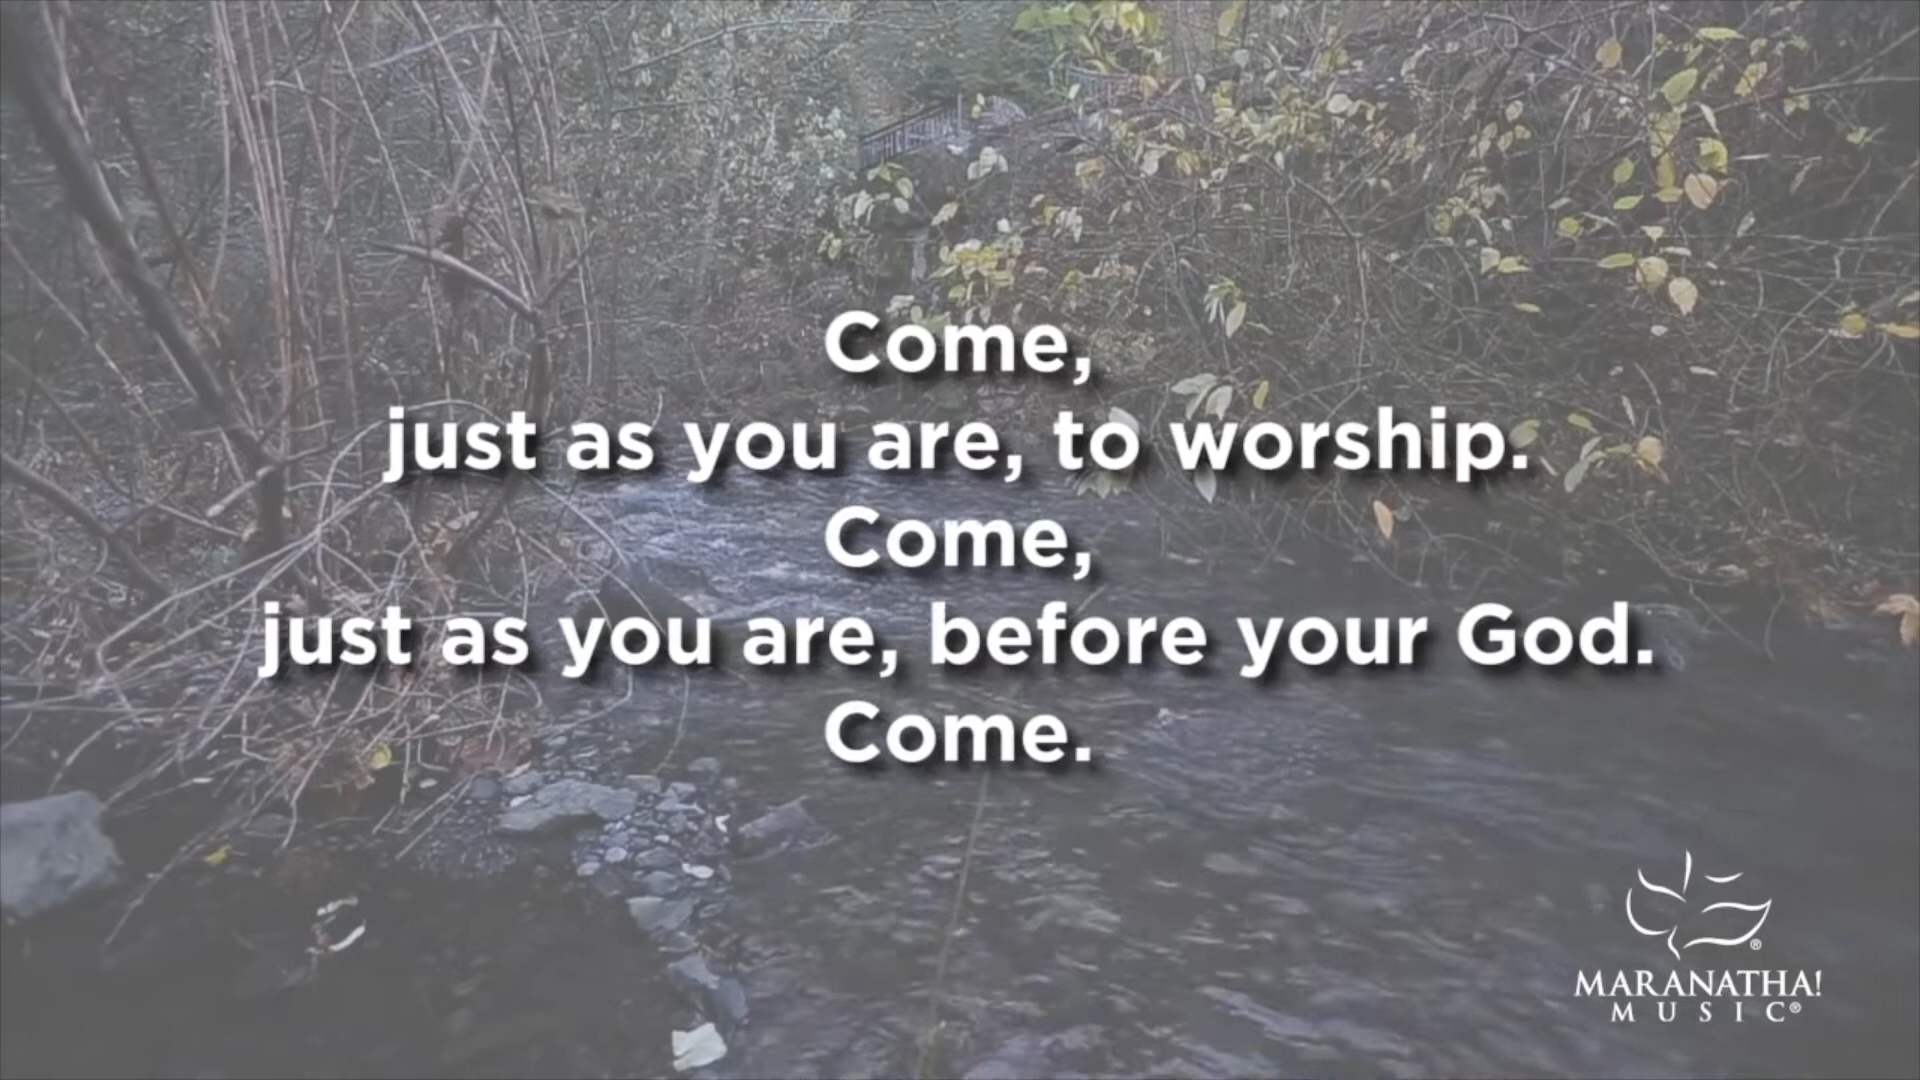 Come,
just as you are, to worship.
Come,
just as you are, before your God.
Come.
®
MARANATHA!
MUSIC®